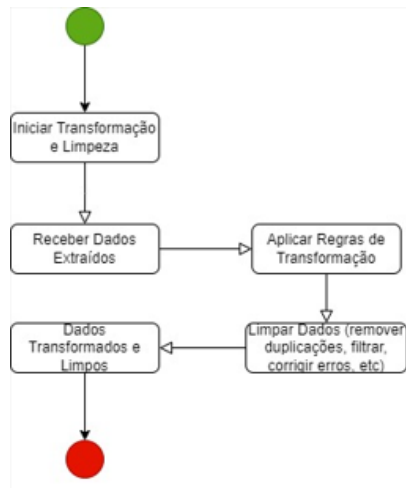 Iniciar Transformação
e Limpeza
Receber Dados
Extraídos
Aplicar Regras de
Transformação
Limpar Dados (remover
duplicações, filtrar,
corrigir erros, etc)
Dados
Transformados e
Limpos